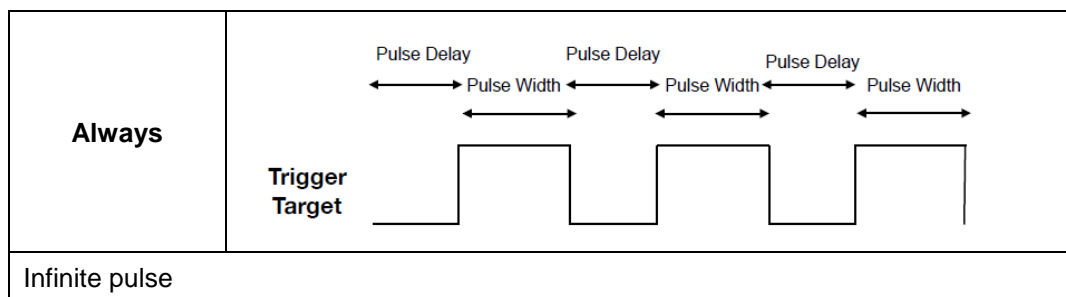 Always
Pulse Delay Pulse Delay Pulse Delay
Pulse Width Pulse Width Pulse Width
Trigger
Target
Infinite pulse